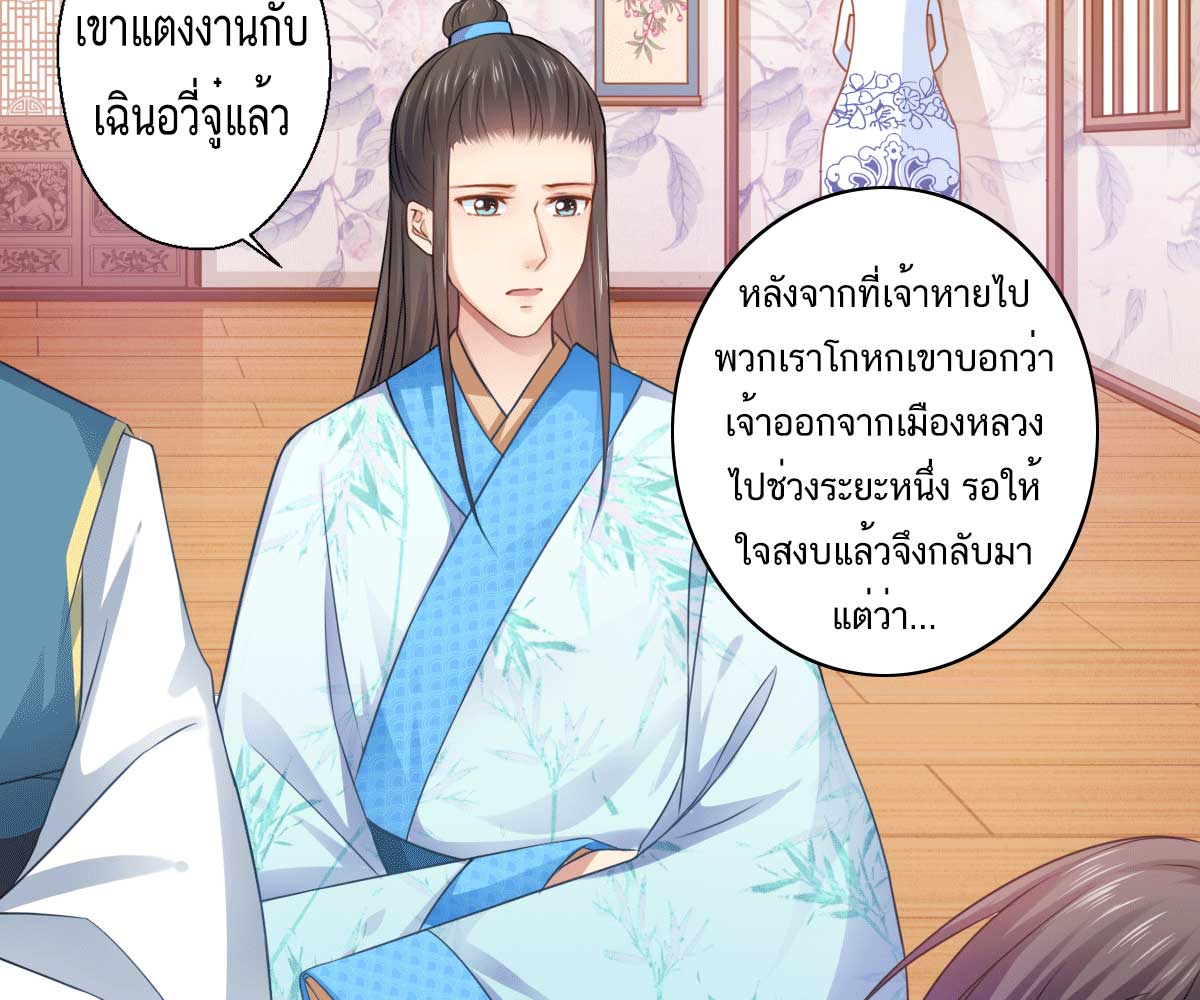 เขาแตงงานกับ
เฉินอวี่จู๋แล้ว
หลังจากที่เจ้าหายไป
พวกเราโกหกเขาบอกว่า
เจ้าออกจากเมืองหลวง
ไปช่วงระยะหนึ่ง รอให้
ใจสงบแล้วจึงกลับมา
แต่ว่า...